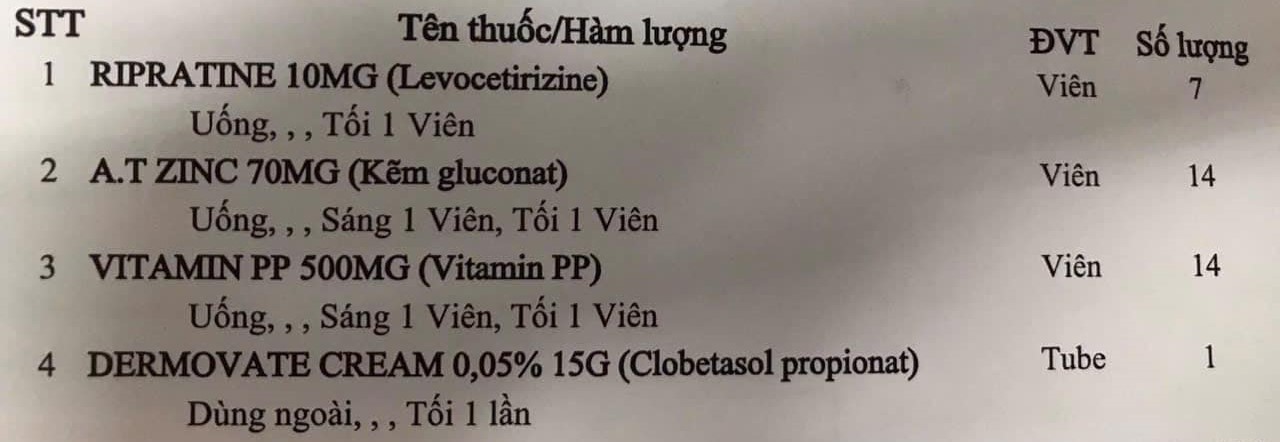 STT Tên thuốc/Hàm lượng ĐVT Số lượng
1 RIPRATINE 10MG (Levocetirizine) Viên 7
Uống, , , Tối 1 Viên
2 A.T ZINC 70MG (Kẽm gluconat) Viên 14
Uống, , , Sáng 1 Viên, Tối 1 Viên
3 VITAMIN PP 500MG (Vitamin PP) Viên 14
Uống, , , Sáng 1 Viên, Tối 1 Viên
4 DERMOVATE CREAM 0,05% 15G (Clobetasol propionat) Tube 1
Dùng ngoài, , , Tối 1 lần